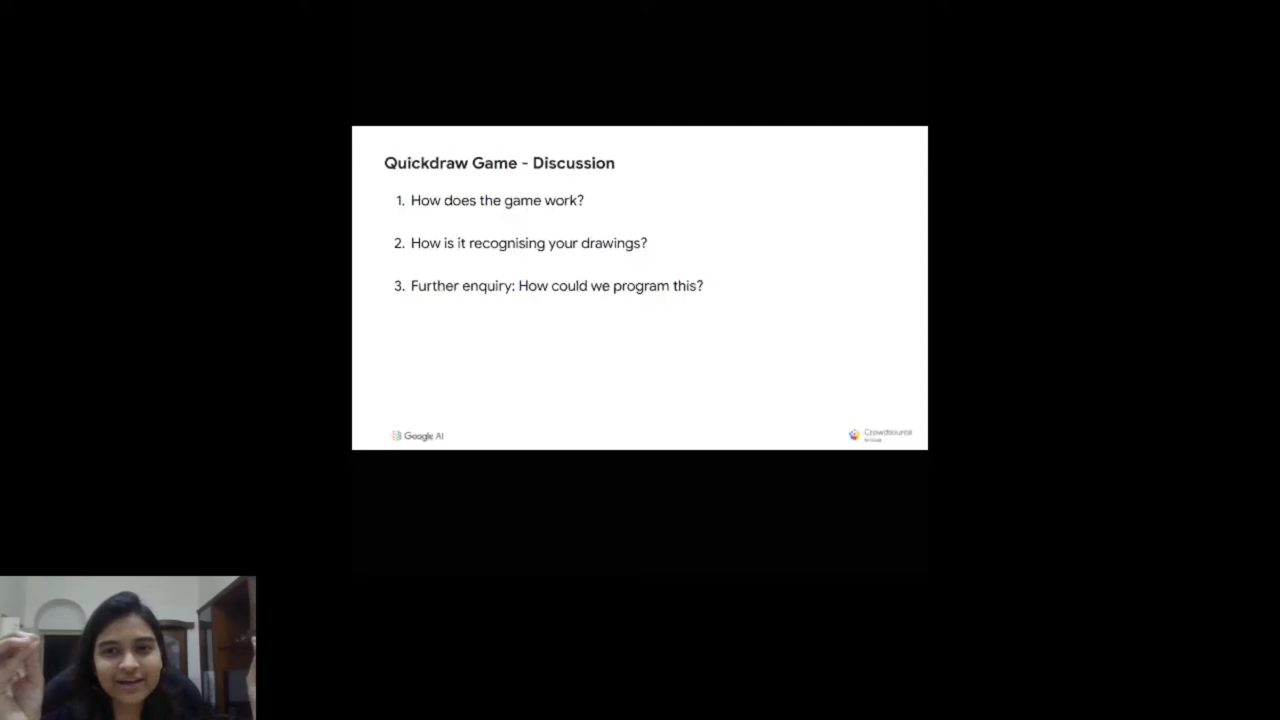 Quickdraw Game - Discussion
1. How does the game work?
2. How is it recognising your drawings?
3. Further enquiry: How could we program this?
Google AI
Crowdsource